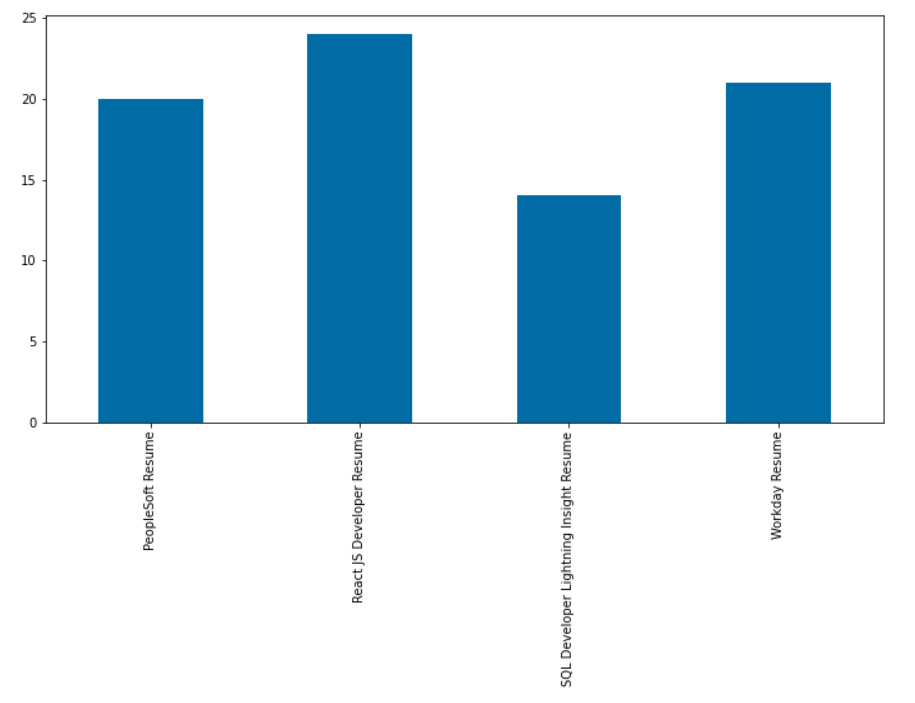 25
20
15
10
5
0
PeopleSoft Resume
React JS Developer Resume
SQL Developer Lightning Insight Resume
Workday Resume